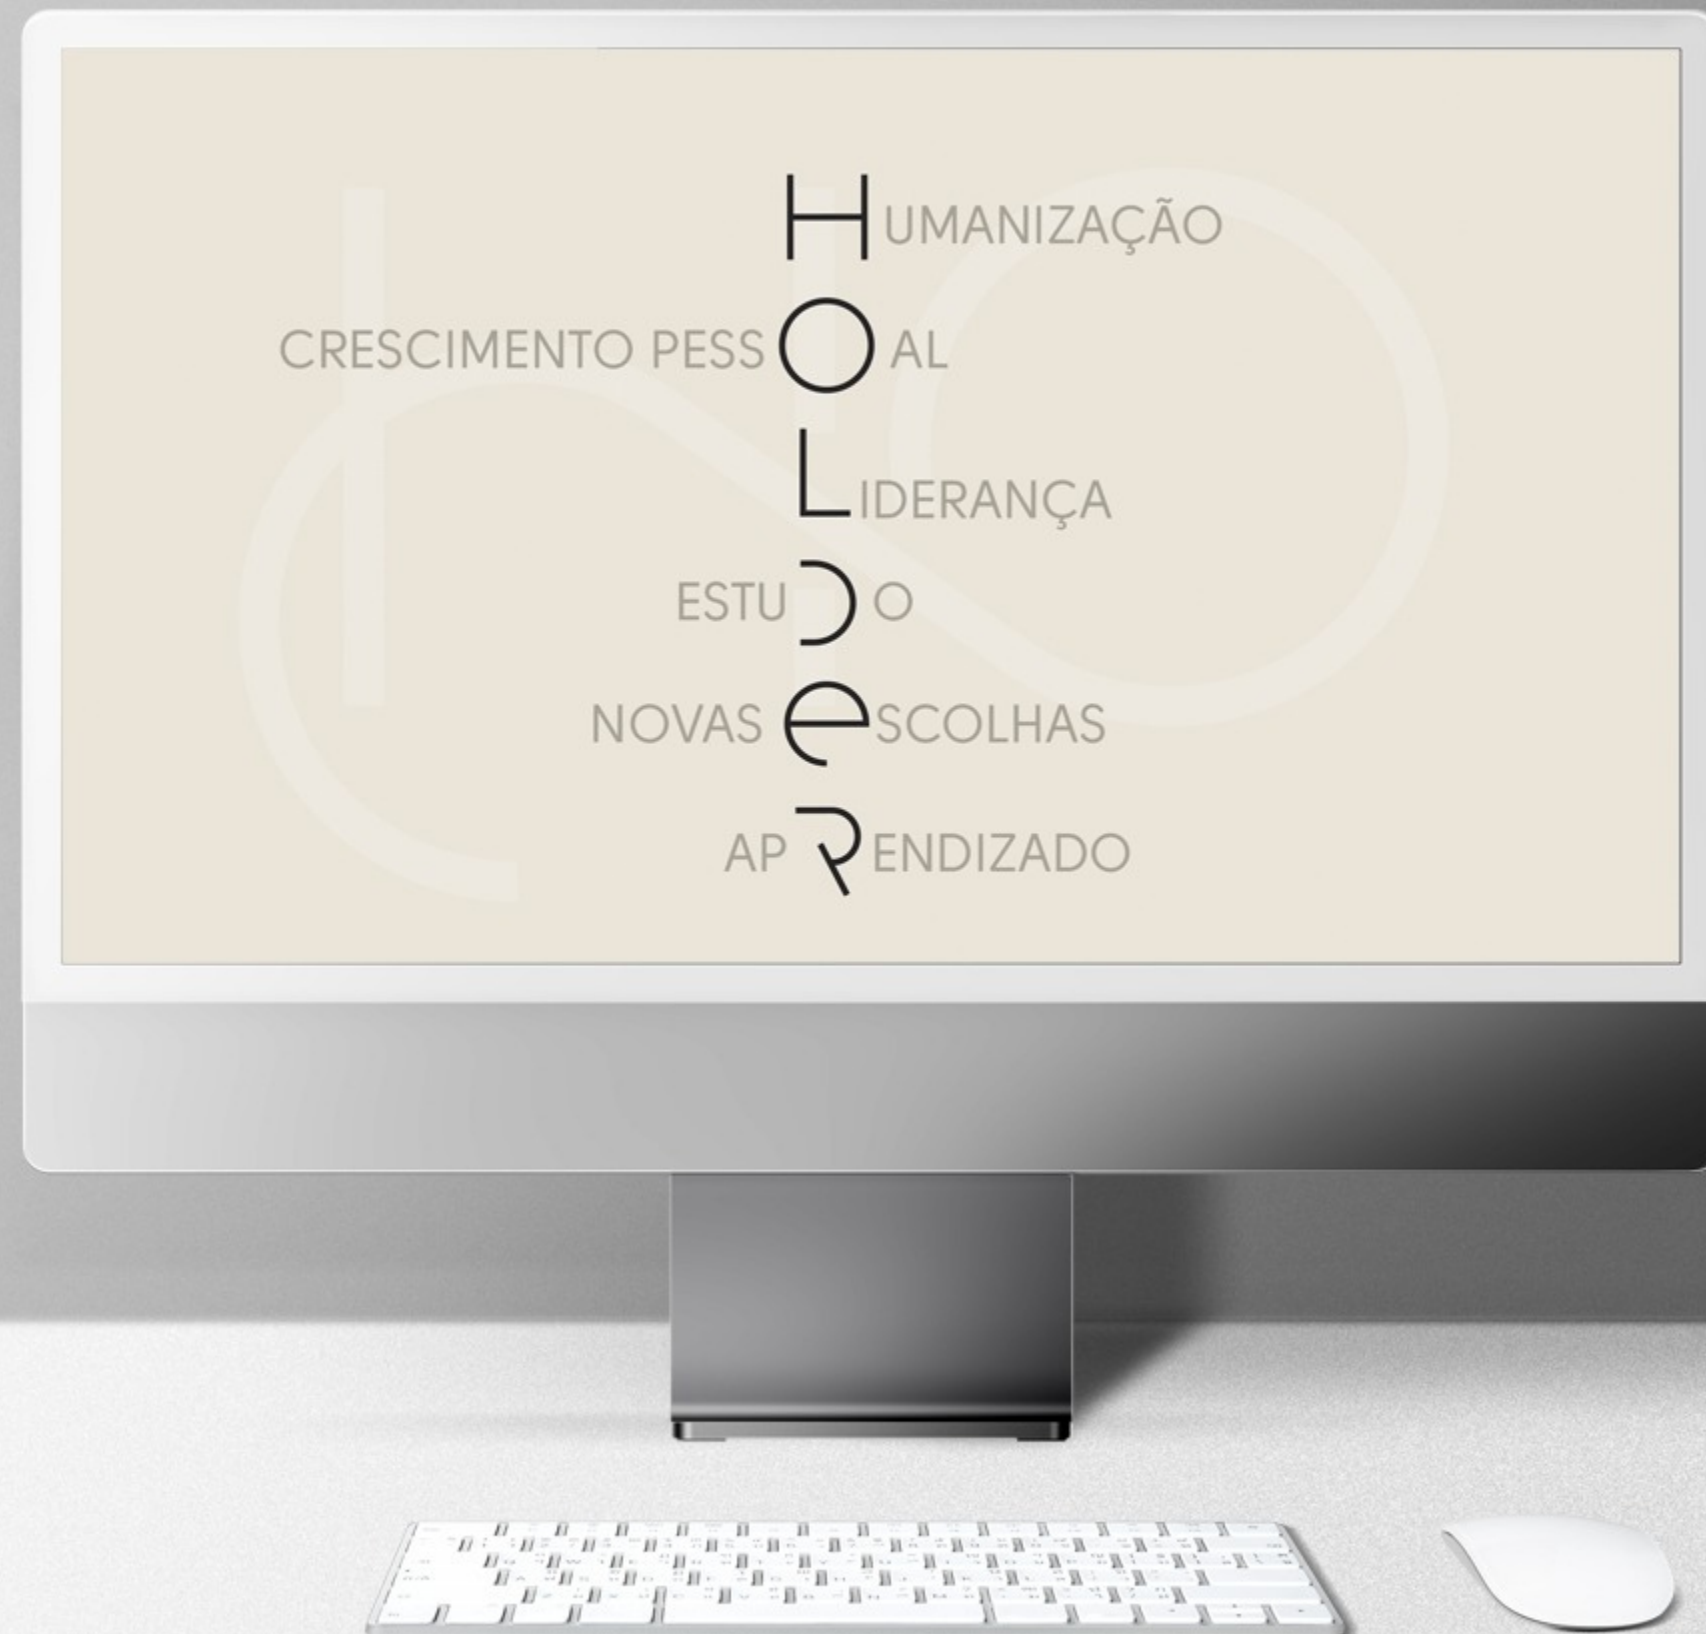 HUMANIZAÇÃO
CRESCIMENTO PESSOAL
LIDERANÇA
ESTUDO
NOVAS eSCOLHAS
APRENDIZADO